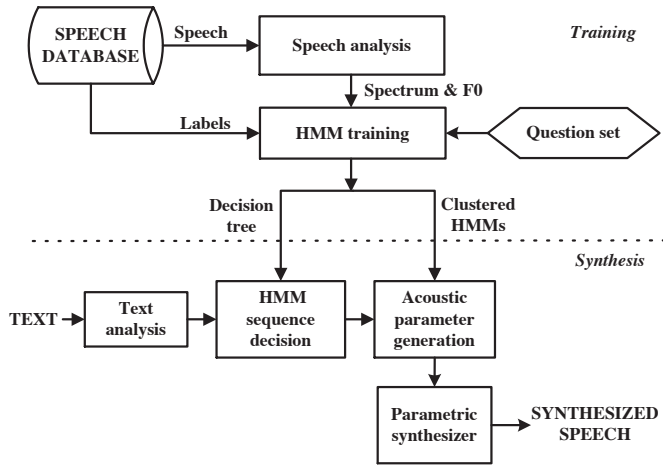 SPEECH
DATABASE
Speech
Speech analysis
Training
Spectrum & F0
Labels
HMM training
Question set
Decision
tree
Clustered
HMMs
Synthesis
TEXT
Text
analysis
HMM
sequence
decision
Acoustic
parameter
generation
Parametric
synthesizer
SYNTHESIZED
SPEECH